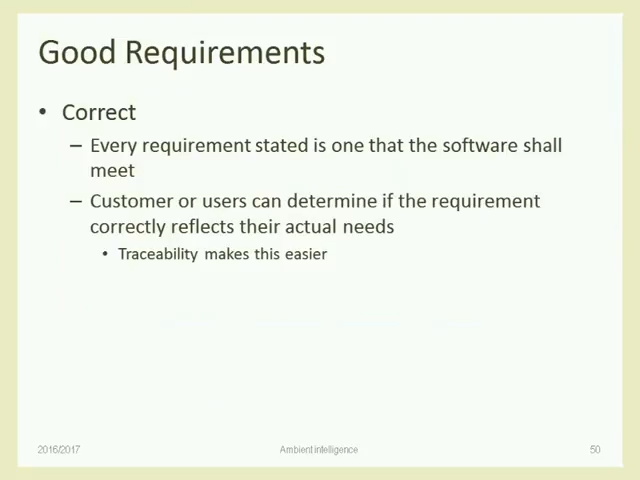 Good Requirements
• Correct
– Every requirement stated is one that the software shall
meet
– Customer or users can determine if the requirement
correctly reflects their actual needs
• Traceability makes this easier
2016/2017
Ambient intelligence
50